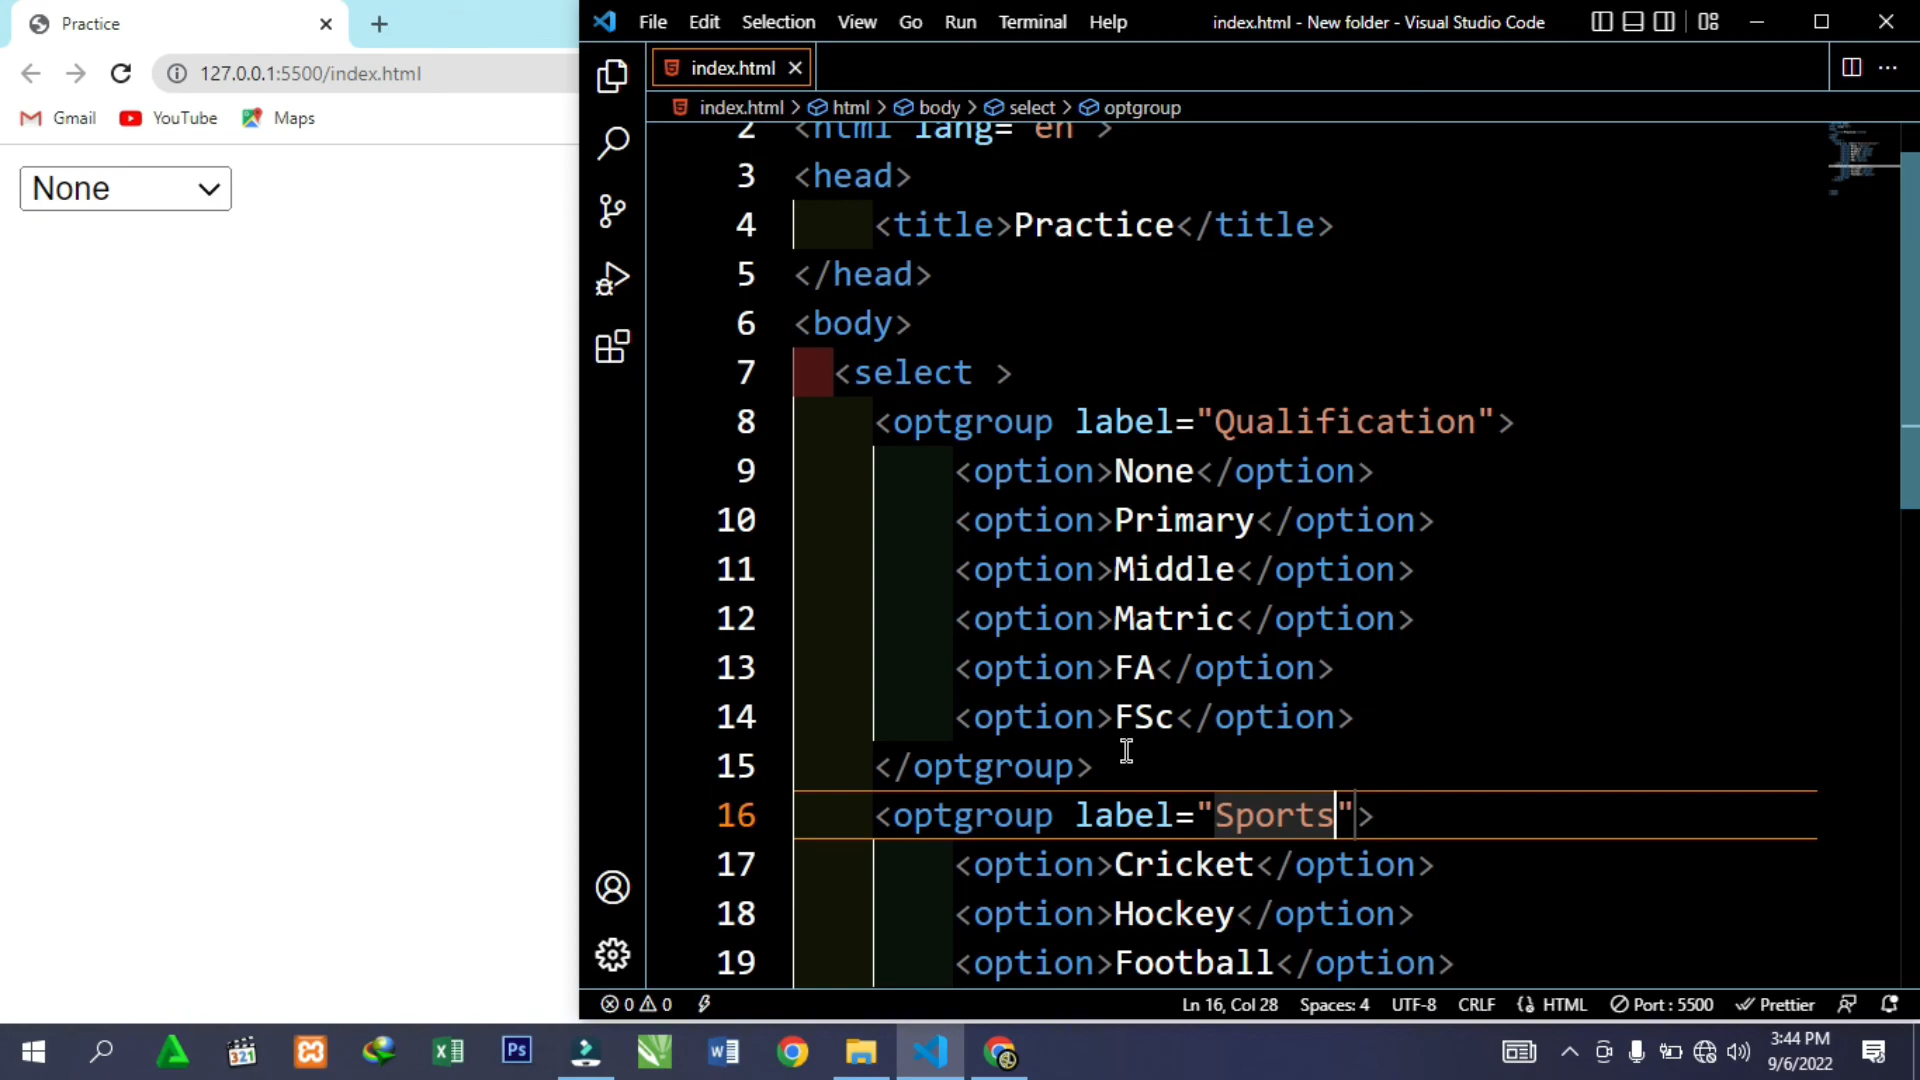 Practice
127.0.0.1:5500/index.html
Gmail YouTube Maps
None
File Edit Selection View Go Run Terminal Help index.html - New folder - Visual Studio Code
index.html
index.html > html > body > select > optgroup
2 <html lang="en">
3 <head>
4 <title>Practice</title>
5 </head>
6 <body>
7 <select >
8 <optgroup label="Qualification">
9 <option>None</option>
10 <option>Primary</option>
11 <option>Middle</option>
12 <option>Matric</option>
13 <option>FA</option>
14 <option>FSc</option>
15 </optgroup>
16 <optgroup label="Sports">
17 <option>Cricket</option>
18 <option>Hockey</option>
19 <option>Football</option>
0 0 Ln 16, Col 28 Spaces: 4 UTF-8 CRLF HTML Port : 5500 Prettier
321 Ps 3:44 PM
9/6/2022